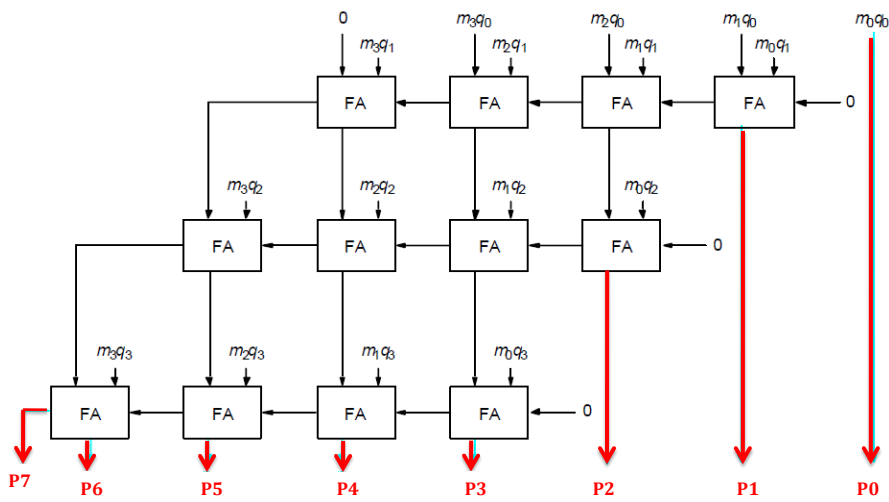 0 m₃q₀ m₂q₀ m₁q₀ m₀q₀
m₃q₁ m₂q₁ m₁q₁ m₀q₁
FA FA FA FA 0
m₃q₂ m₂q₂ m₁q₂ m₀q₂
FA FA FA FA 0
m₃q₃ m₂q₃ m₁q₃ m₀q₃
FA FA FA FA 0
P7 P6 P5 P4 P3 P2 P1 P0